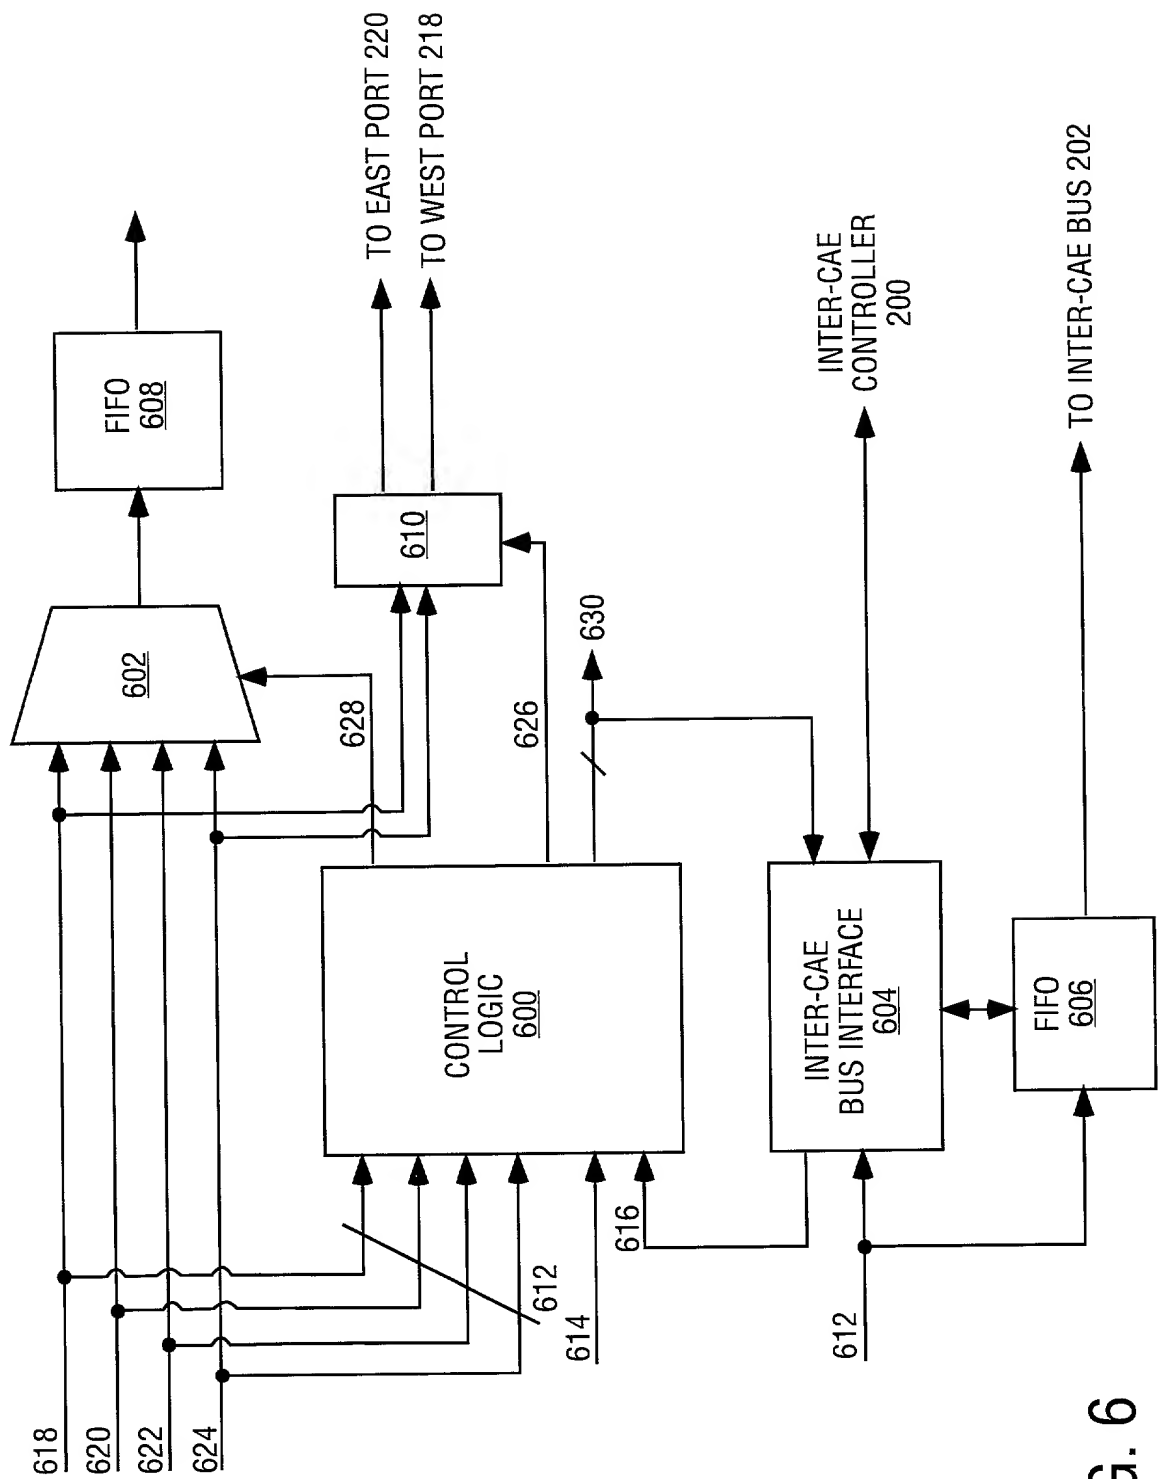 618
620
622
624
602
FIFO
608
628
610
TO EAST PORT 220
TO WEST PORT 218
626
630
CONTROL
LOGIC
600
612
614
616
INTER-CAE
CONTROLLER
200
INTER-CAE
BUS INTERFACE
604
612
FIFO
606
TO INTER-CAE BUS 202
G. 6